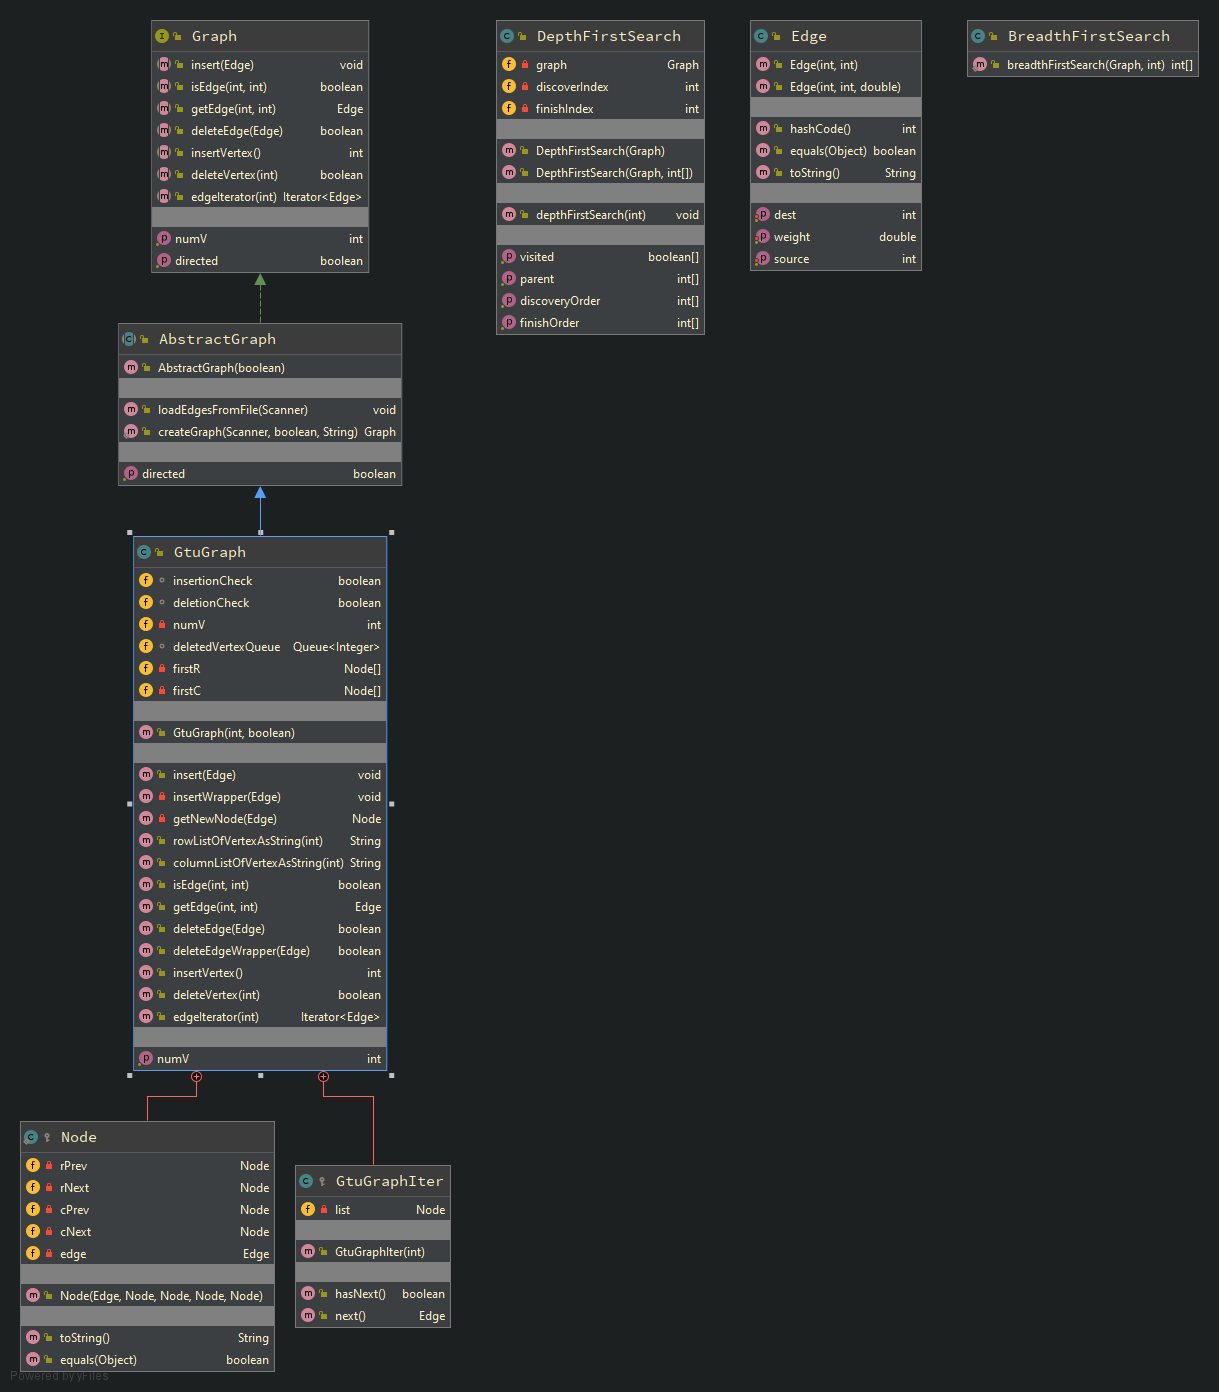 Graph
insert(Edge) void
isEdge(int, int) boolean
getEdge(int, int) Edge
deleteEdge(Edge) boolean
insertVertex() int
deleteVertex(int) boolean
edgeIterator(int) Iterator<Edge>
numV int
directed boolean
DepthFirstSearch
graph Graph
discoverIndex int
finishIndex int
DepthFirstSearch(Graph)
DepthFirstSearch(Graph, int[])
depthFirstSearch(int) void
visited boolean[]
parent int[]
discoveryOrder int[]
finishOrder int[]
Edge
Edge(int, int)
Edge(int, int, double)
hashCode() int
equals(Object) boolean
toString() String
dest int
weight double
source int
BreadthFirstSearch
breadthFirstSearch(Graph, int) int[]
AbstractGraph
AbstractGraph(boolean)
loadEdgesFromFile(Scanner) void
createGraph(Scanner, boolean, String) Graph
directed boolean
GtuGraph
insertionCheck boolean
deletionCheck boolean
numV int
deletedVertexQueue Queue<Integer>
firstR Node[]
firstC Node[]
GtuGraph(int, boolean)
insert(Edge) void
insertWrapper(Edge) void
getNewNode(Edge) Node
rowListOfVertexAsString(int) String
columnListOfVertexAsString(int) String
isEdge(int, int) boolean
getEdge(int, int) Edge
deleteEdge(Edge) boolean
deleteEdgeWrapper(Edge) boolean
insertVertex() int
deleteVertex(int) boolean
edgeIterator(int) Iterator<Edge>
numV int
Node
rPrev Node
rNext Node
cPrev Node
cNext Node
edge Edge
Node(Edge, Node, Node, Node, Node)
toString() String
equals(Object) boolean
GtuGraphIter
list Node
GtuGraphIter(int)
hasNext() boolean
next() Edge
Powered by yFiles